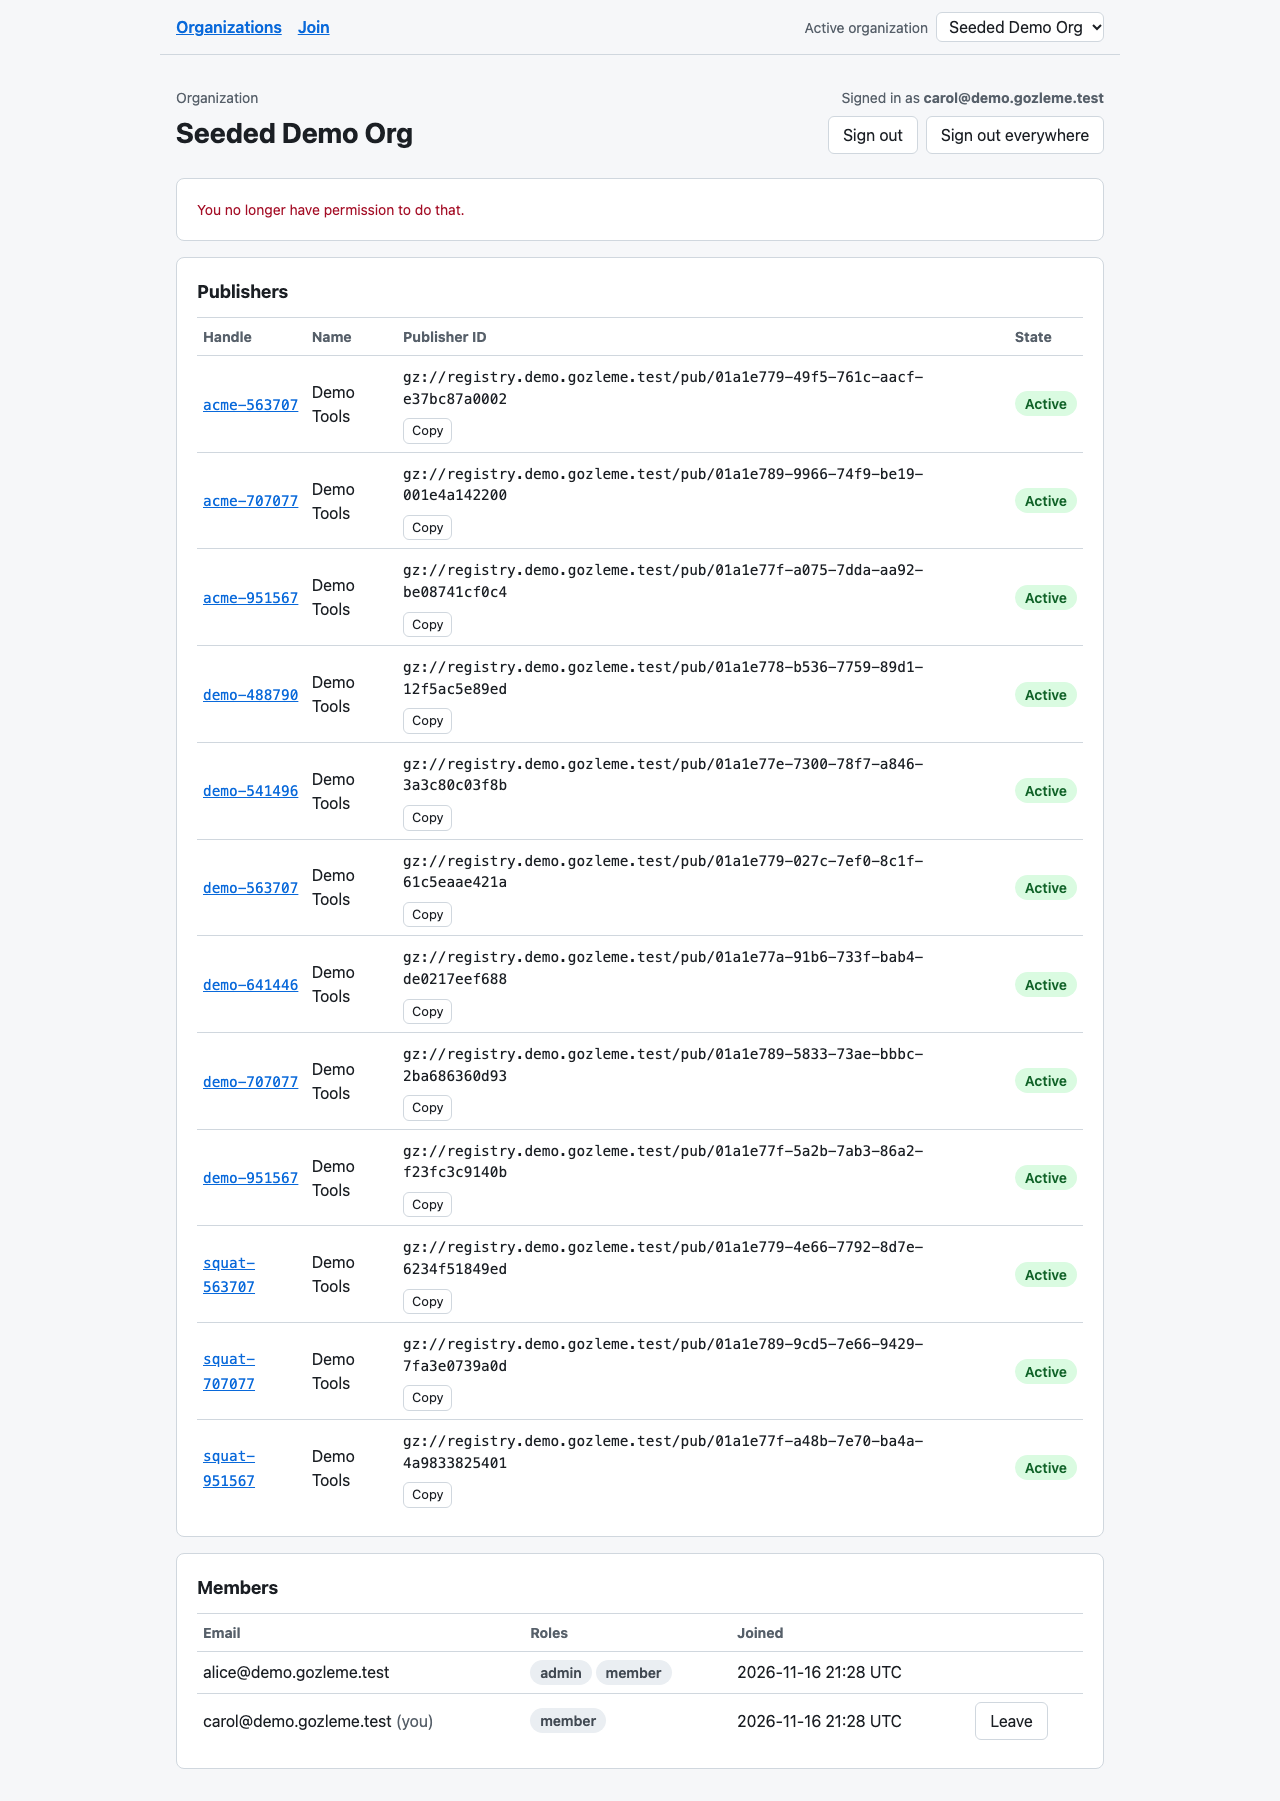 Organizations Join Active organization Seeded Demo Org
Organization Signed in as carol@demo.gozleme.test
Seeded Demo Org Sign out Sign out everywhere
You no longer have permission to do that.
Publishers
Handle Name Publisher ID State
acme-563707 Demo Tools gz://registry.demo.gozleme.test/pub/01a1e779-49f5-761c-aacf-
e37bc87a0002
Copy
Active
acme-707077 Demo Tools gz://registry.demo.gozleme.test/pub/01a1e789-9966-74f9-be19-
001e4a142200
Copy
Active
acme-951567 Demo Tools gz://registry.demo.gozleme.test/pub/01a1e77f-a075-7dda-aa92-
be08741cf0c4
Copy
Active
demo-488790 Demo Tools gz://registry.demo.gozleme.test/pub/01a1e778-b536-7759-89d1-
12f5ac5e89ed
Copy
Active
demo-541496 Demo Tools gz://registry.demo.gozleme.test/pub/01a1e77e-7300-78f7-a846-
3a3c80c03f8b
Copy
Active
demo-563707 Demo Tools gz://registry.demo.gozleme.test/pub/01a1e779-027c-7ef0-8c1f-
61c5eaae421a
Copy
Active
demo-641446 Demo Tools gz://registry.demo.gozleme.test/pub/01a1e77a-91b6-733f-bab4-
de0217eef688
Copy
Active
demo-707077 Demo Tools gz://registry.demo.gozleme.test/pub/01a1e789-5833-73ae-bbbc-
2ba686360d93
Copy
Active
demo-951567 Demo Tools gz://registry.demo.gozleme.test/pub/01a1e77f-5a2b-7ab3-86a2-
f23fc3c9140b
Copy
Active
squat-
563707 Demo Tools gz://registry.demo.gozleme.test/pub/01a1e779-4e66-7792-8d7e-
6234f51849ed
Copy
Active
squat-
707077 Demo Tools gz://registry.demo.gozleme.test/pub/01a1e789-9cd5-7e66-9429-
7fa3e0739a0d
Copy
Active
squat-
951567 Demo Tools gz://registry.demo.gozleme.test/pub/01a1e77f-a48b-7e70-ba4a-
4a9833825401
Copy
Active
Members
Email Roles Joined
alice@demo.gozleme.test admin member 2026-11-16 21:28 UTC
carol@demo.gozleme.test (you) member 2026-11-16 21:28 UTC Leave